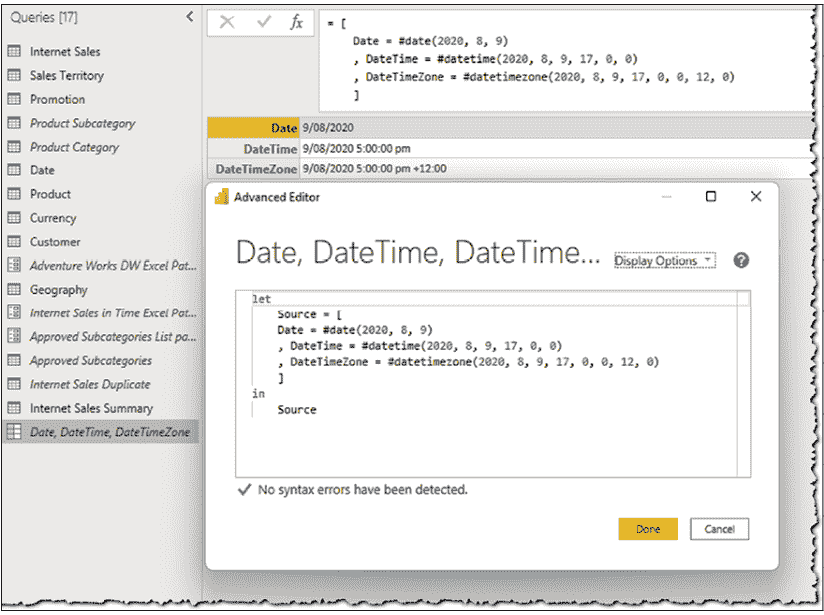 Queries [17]
Internet Sales
Sales Territory
Promotion
Product Subcategory
Product Category
Date
Product
Currency
Customer
Adventure Works DW Excel Pat...
Geography
Internet Sales in Time Excel Pat...
Approved Subcategories List pa...
Approved Subcategories
Internet Sales Duplicate
Internet Sales Summary
Date, DateTime, DateTimeZone
fx
= [
Date = #date(2020, 8, 9)
, DateTime = #datetime(2020, 8, 9, 17, 0, 0)
, DateTimeZone = #datetimezone(2020, 8, 9, 17, 0, 0, 12, 0)
]
Date 9/08/2020
DateTime 9/08/2020 5:00:00 pm
DateTimeZone 9/08/2020 5:00:00 pm +12:00
Advanced Editor
Date, DateTime, DateTime...
Display Options
?
let
Source = [
Date = #date(2020, 8, 9)
, DateTime = #datetime(2020, 8, 9, 17, 0, 0)
, DateTimeZone = #datetimezone(2020, 8, 9, 17, 0, 0, 12, 0)
]
in
Source
No syntax errors have been detected.
Done
Cancel